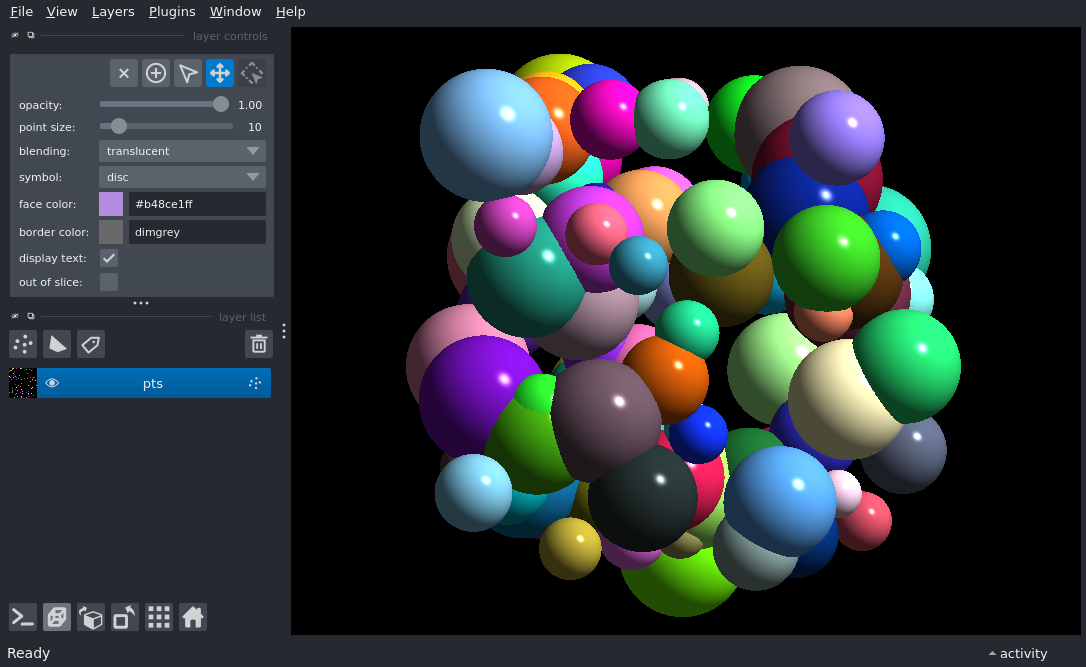 File View Layers Plugins Window Help
layer controls
opacity: 1.00
point size: 10
blending: translucent
symbol: disc
face color: #b48ce1ff
border color: dimgrey
display text:
out of slice:
layer list
pts
Ready activity